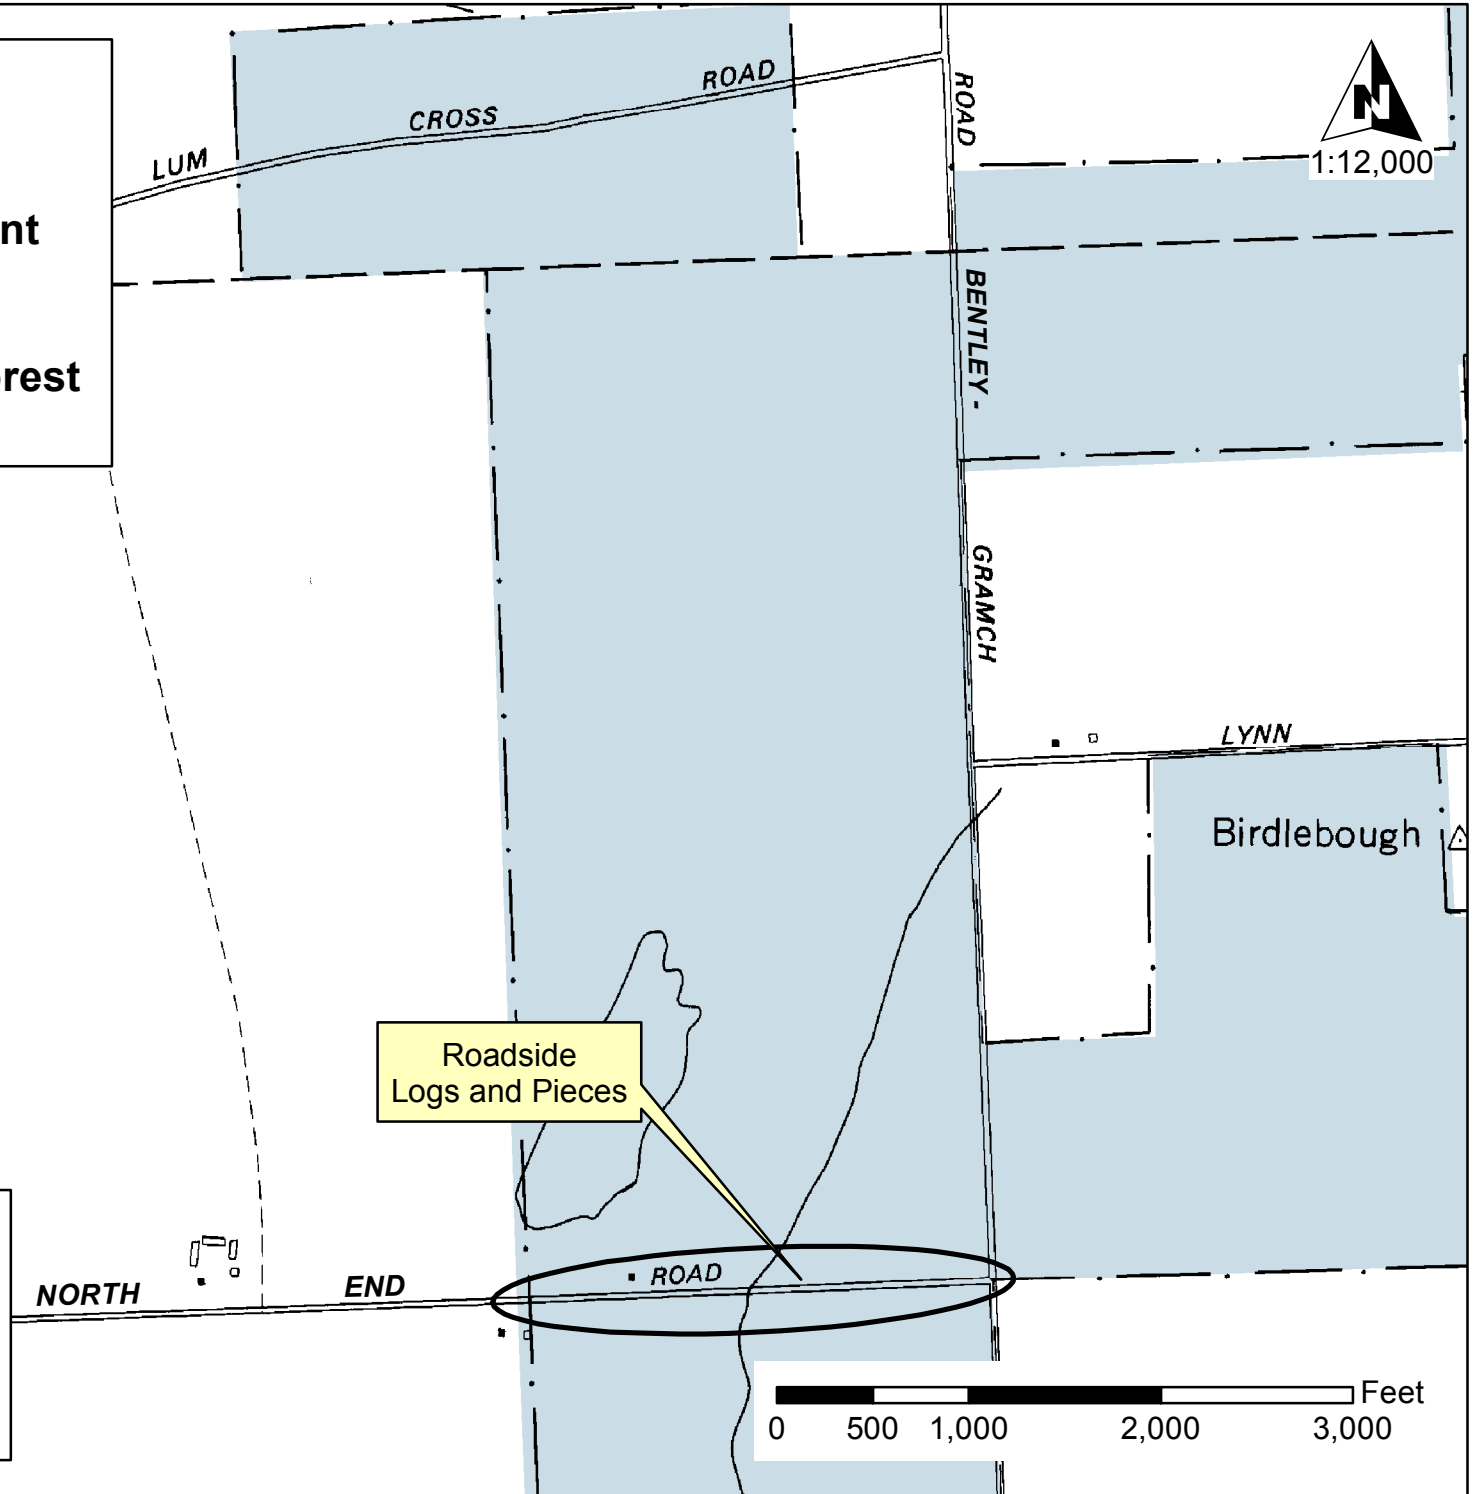 LUM CROSS ROAD
ROAD
N
1:12,000
nt
rest
BENTLEY -
GRAMCH
LYNN
Birdlebough
Roadside
Logs and Pieces
NORTH END ROAD
Feet
0 500 1,000 2,000 3,000